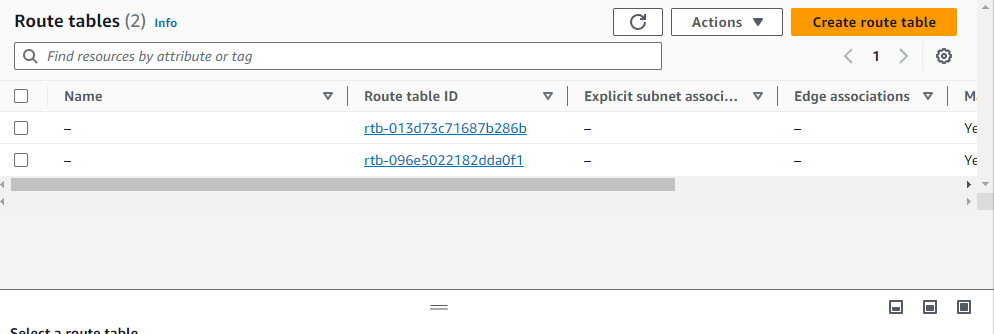 Route tables (2) Info
Actions
Create route table
Find resources by attribute or tag
1
Name Route table ID Explicit subnet associ... Edge associations
– rtb-013d73c71687b286b – – Ye
– rtb-096e5022182dda0f1 – – Ye
Select a route table